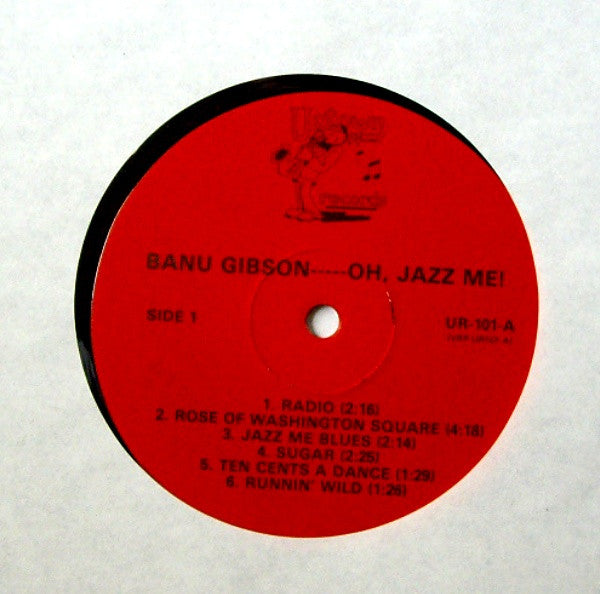 records
BANU GIBSON-----OH, JAZZ ME!
SIDE 1
UR-101-A
1. RADIO (2:16)
2. ROSE OF WASHINGTON SQUARE (4:18)
3. JAZZ ME BLUES (2:14)
4. SUGAR (2:25)
5. TEN CENTS A DANCE (1:29)
6. RUNNIN' WILD (1:26)